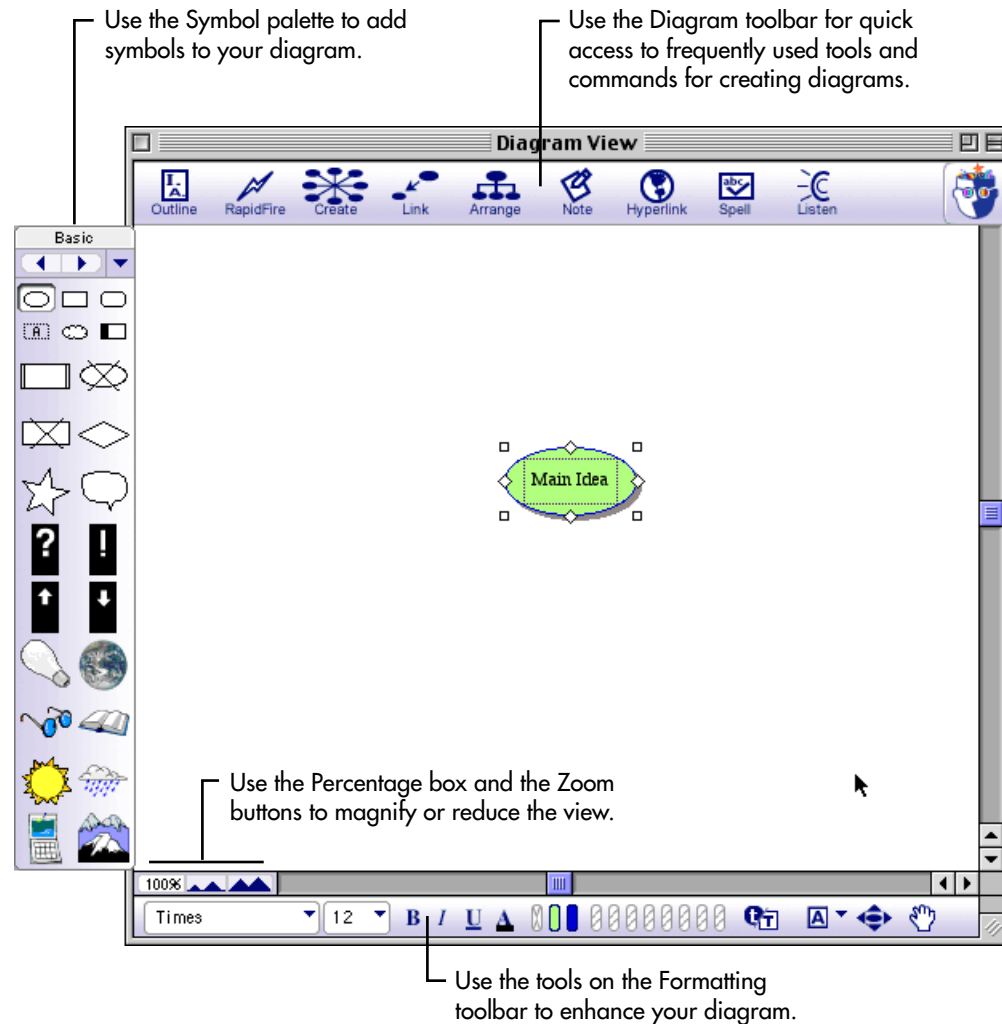 Use the Symbol palette to add
symbols to your diagram.
Use the Diagram toolbar for quick
access to frequently used tools and
commands for creating diagrams.
Diagram View
I.
A.
abc
Outline RapidFire Create Link Arrange Note Hyperlink Spell Listen
Basic
A
Main Idea
?
!
Use the Percentage box and the Zoom
buttons to magnify or reduce the view.
100%
Times 12 B I U A t T A
Use the tools on the Formatting
toolbar to enhance your diagram.